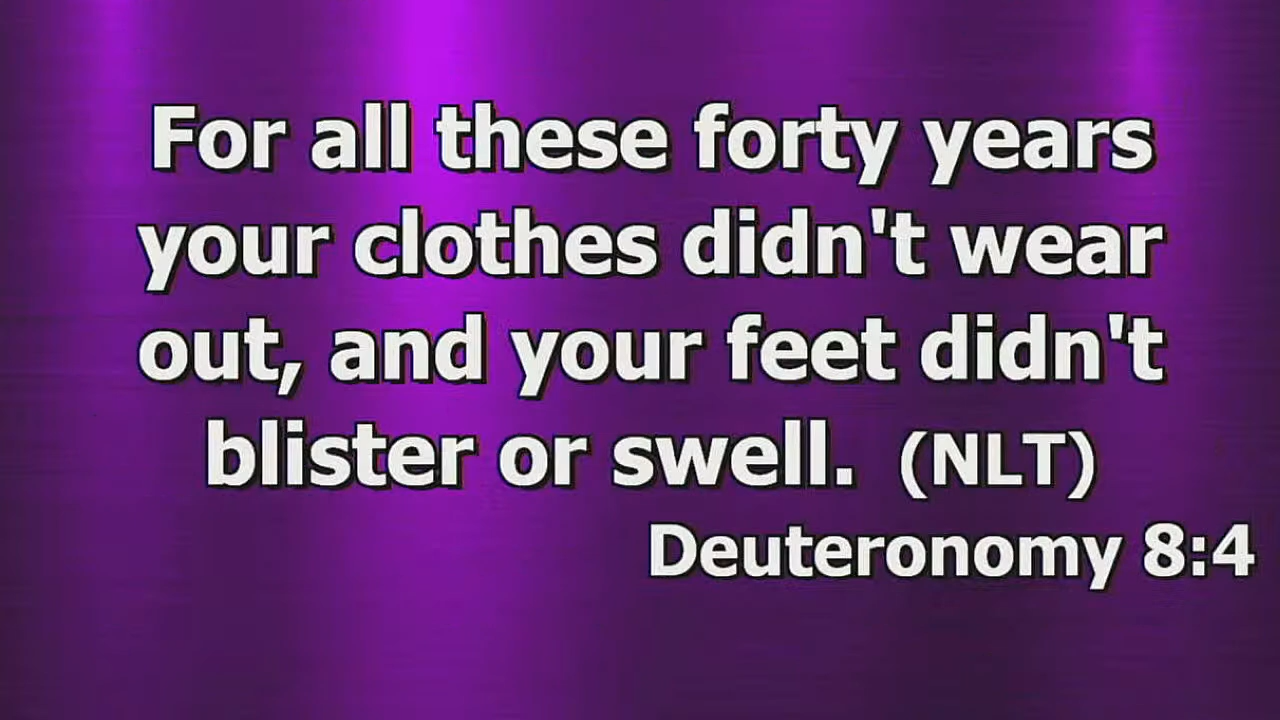 For all these forty years
your clothes didn't wear
out, and your feet didn't
blister or swell. (NLT)
Deuteronomy 8:4